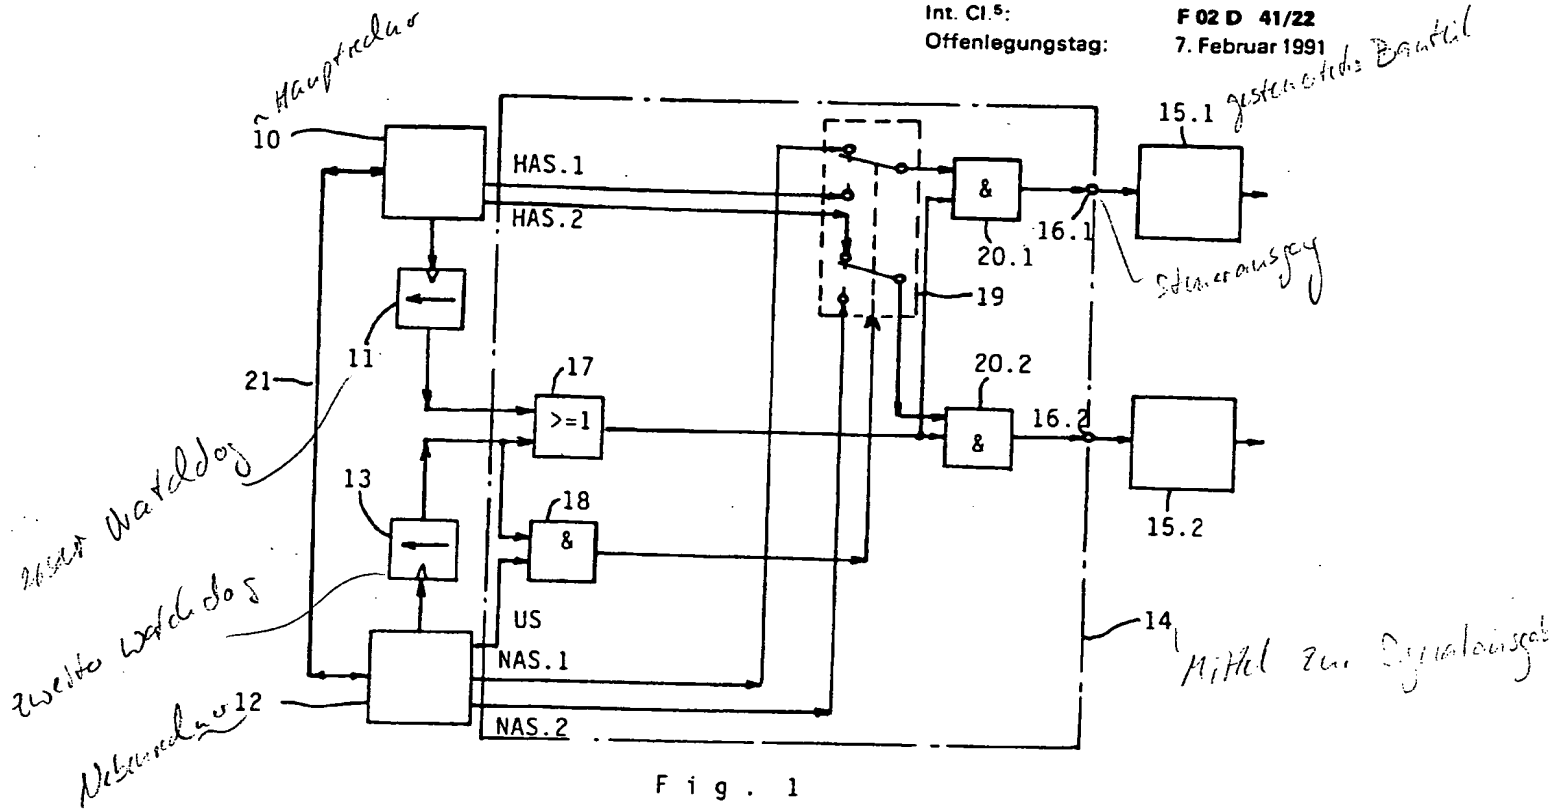 Int. Cl.⁵: F 02 D 41/22
Offenlegungstag: 7. Februar 1991
Hauptrechner
10
HAS.1
HAS.2
15.1
&
20.1
16.1
Steuerausgang
19
11
21
17
>=1
20.2
&
16.2
15.2
Watchdog
13
18
&
zweiter watchdog
US
NAS.1
NAS.2
14
Mittel zur Signalausgabe
Nebenrechner 12
Fig. 1